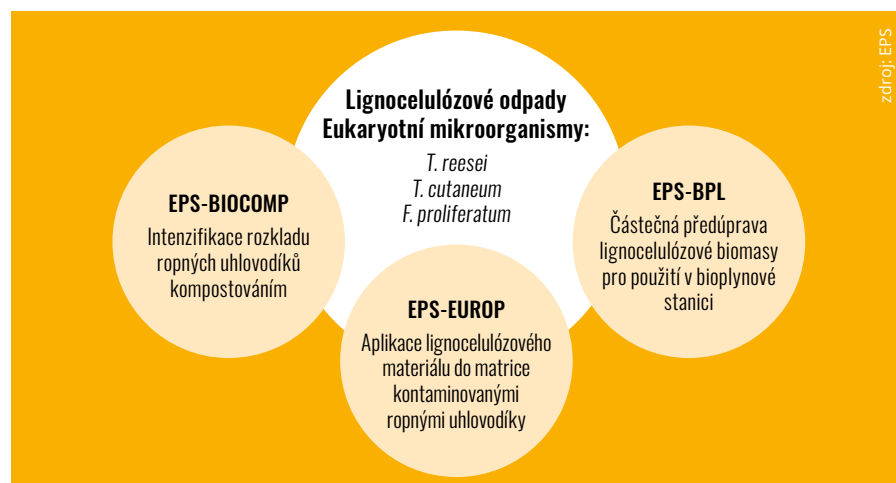 zdroj: EPS
Lignocelulózové odpady
Eukaryotní mikroorganismy:
T. reesei
T. cutaneum
F. proliferatum
EPS-BIOCOMP
Intenzifikace rozkladu
ropných uhlovodíků
kompostováním
EPS-EUROP
Aplikace lignocelulózového
materiálu do matrice
kontaminovanými
ropnými uhlovodíky
EPS-BPL
Částečná předúprava
lignocelulózové biomasy
pro použití v bioplynové
stanici